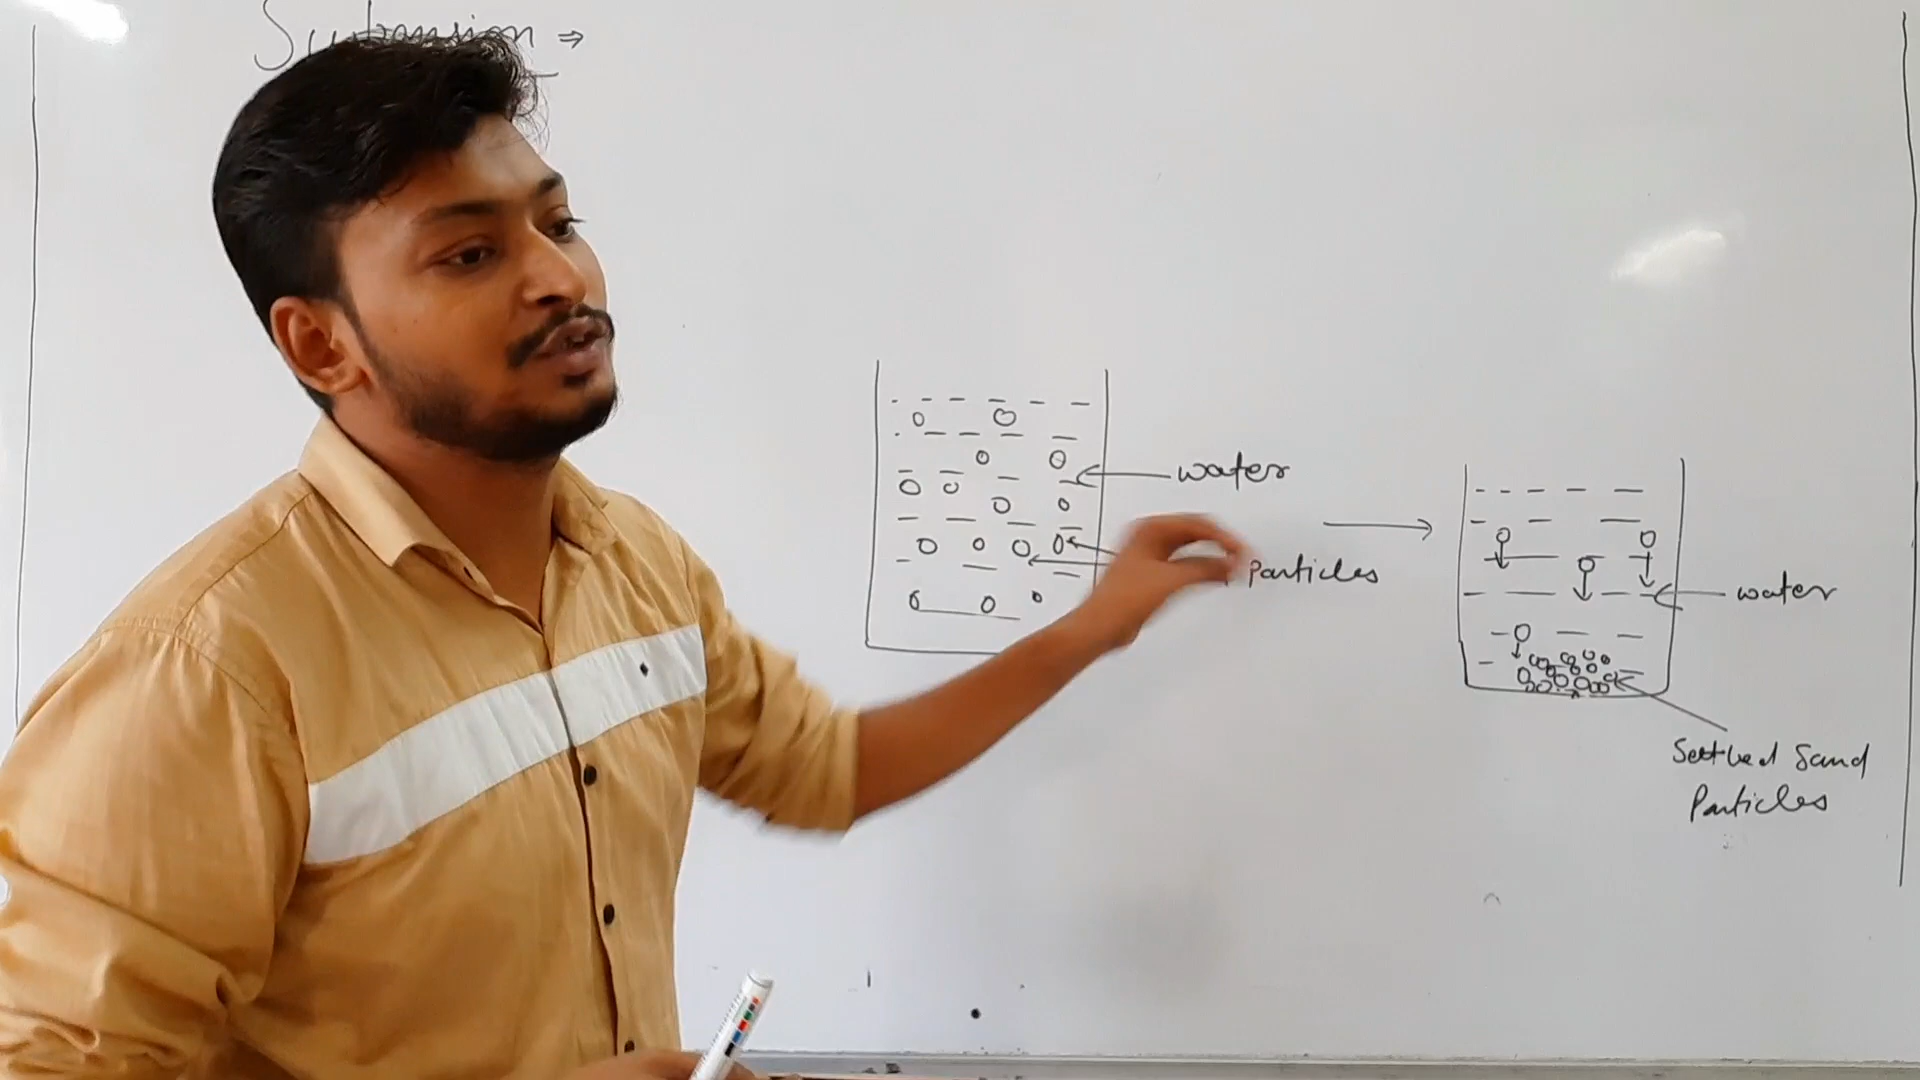 Suspension ⇒
water
Particles
water
Settled Sand
Particles